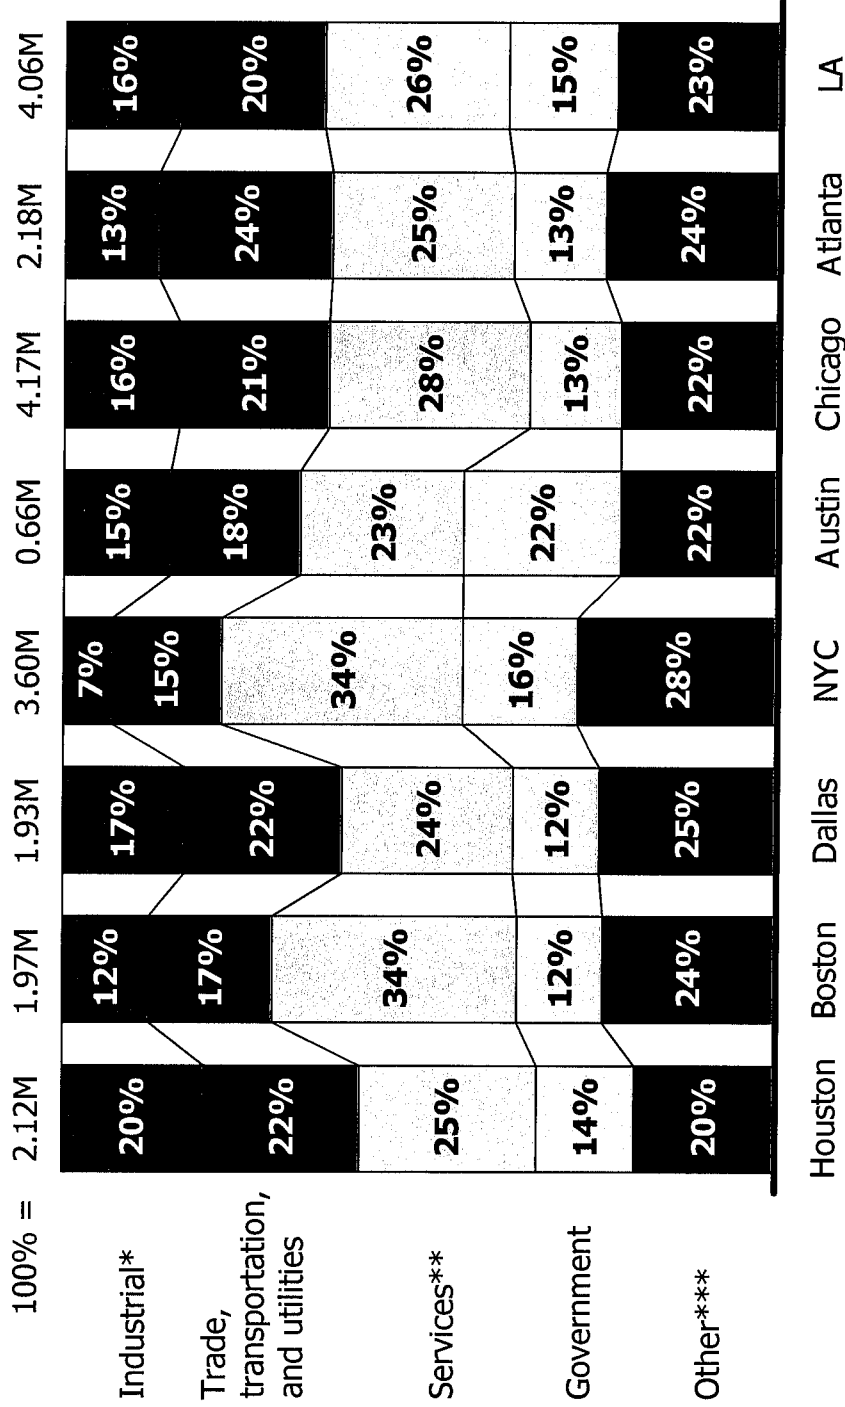 100% = 2.12M 1.97M 1.93M 3.60M 0.66M 4.17M 2.18M 4.06M
Industrial* 20% 12% 17% 7% 15% 16% 13% 16%
Trade,
transportation,
and utilities 22% 17% 22% 15% 18% 21% 24% 20%
Services** 25% 34% 24% 34% 23% 28% 25% 26%
Government 14% 12% 12% 16% 22% 13% 13% 15%
Other*** 20% 24% 25% 28% 22% 22% 24% 23%
Houston Boston Dallas NYC Austin Chicago Atlanta LA